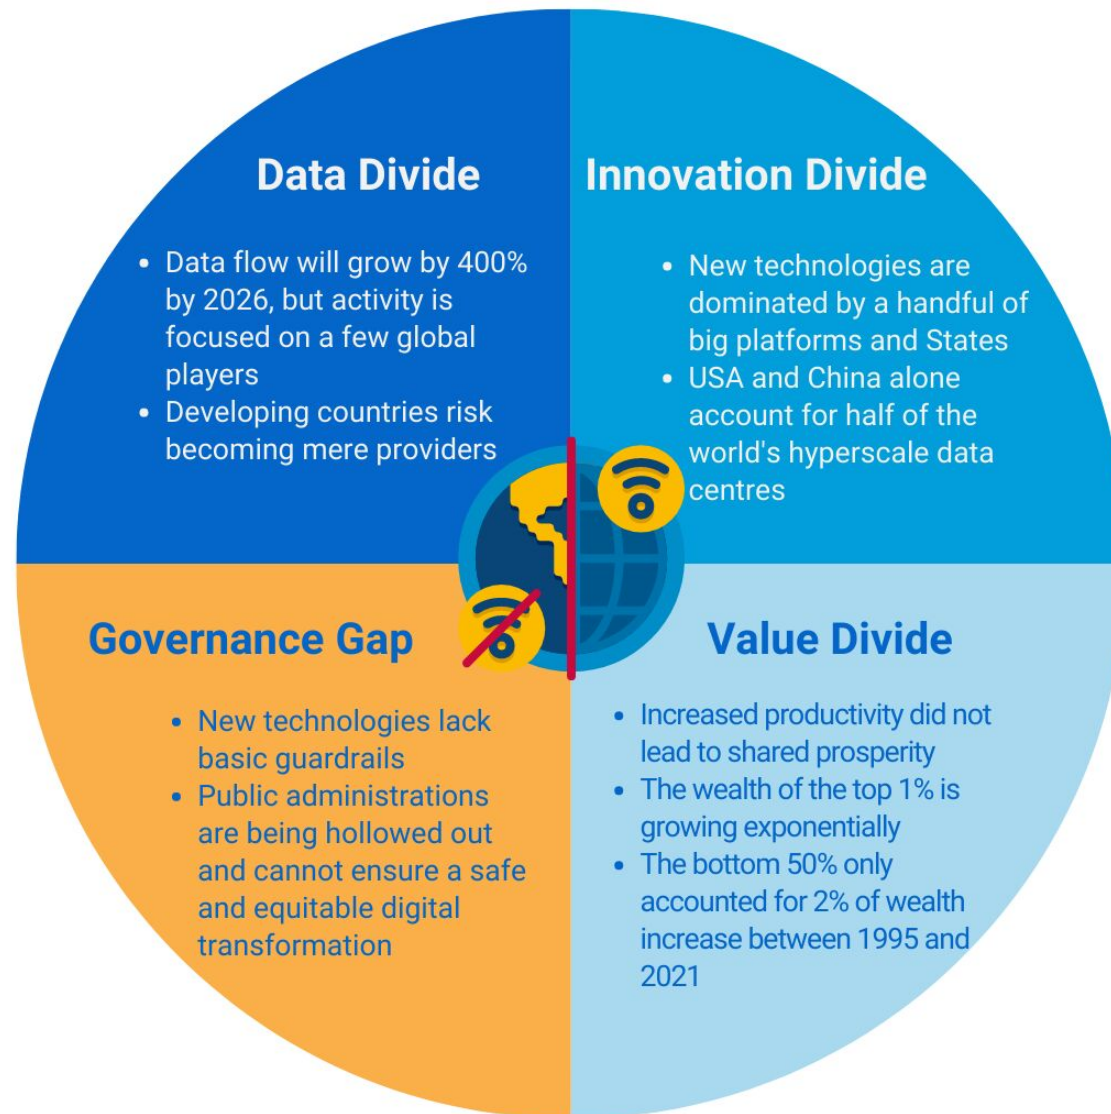 Data Divide
• Data flow will grow by 400%
by 2026, but activity is
focused on a few global
players
• Developing countries risk
becoming mere providers
Innovation Divide
• New technologies are
dominated by a handful of
big platforms and States
• USA and China alone
account for half of the
world's hyperscale data
centres
Governance Gap
• New technologies lack
basic guardrails
• Public administrations
are being hollowed out
and cannot ensure a safe
and equitable digital
transformation
Value Divide
• Increased productivity did not
lead to shared prosperity
• The wealth of the top 1% is
growing exponentially
• The bottom 50% only
accounted for 2% of wealth
increase between 1995 and
2021